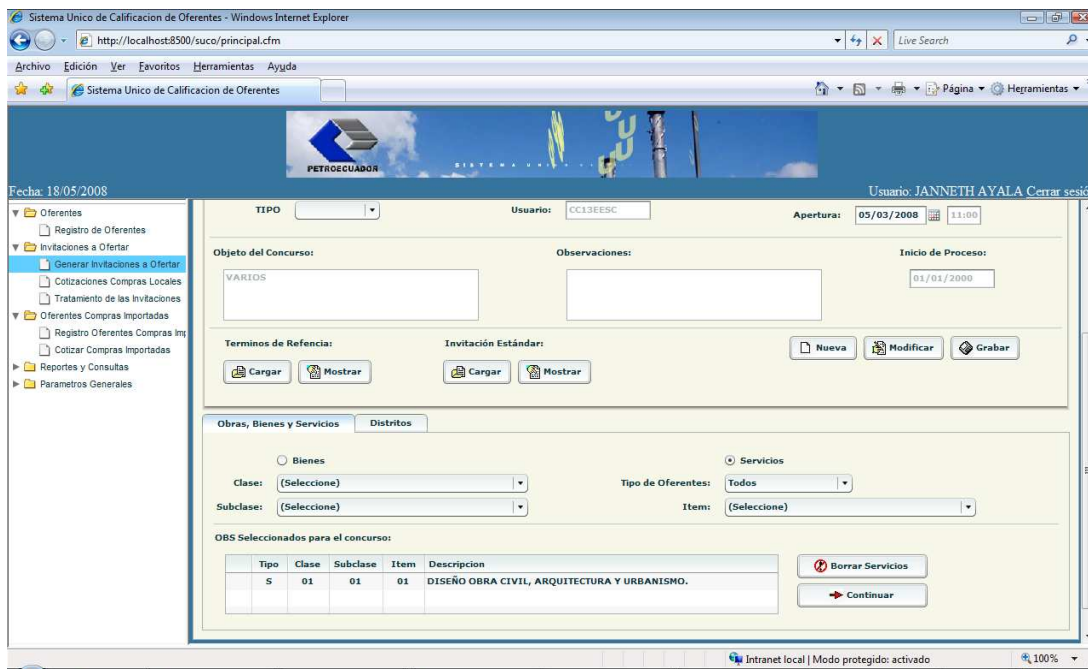 Sistema Unico de Calificacion de Oferentes - Windows Internet Explorer
http://localhost:8500/suco/principal.cfm
Live Search
Archivo Edición Ver Favoritos Herramientas Ayuda
Sistema Unico de Calificacion de Oferentes
Página Herramientas
PETROECUADOR
SISTEMA UNI
Fecha: 18/05/2008
Usuario: JANNETH AYALA Cerrar sesió
Oferentes
Registro de Oferentes
Invitaciones a Ofertar
Generar Invitaciones a Ofertar
Cotizaciones Compras Locales
Tratamiento de las Invitaciones
Oferentes Compras Importadas
Registro Oferentes Compras Imp
Cotizar Compras Importadas
Reportes y Consultas
Parametros Generales
TIPO
Usuario: CC13EESC
Apertura: 05/03/2008 11:00
Objeto del Concurso:
Observaciones:
Inicio de Proceso:
VARIOS
01/01/2000
Terminos de Refencia:
Invitación Estándar:
Cargar Mostrar
Cargar Mostrar
Nueva Modificar Grabar
Obras, Bienes y Servicios
Distritos
Bienes
Servicios
Clase: (Seleccione)
Tipo de Oferentes: Todos
Subclase: (Seleccione)
Item: (Seleccione)
OBS Seleccionados para el concurso:
Tipo Clase Subclase Item Descripcion
S 01 01 01 DISEÑO OBRA CIVIL, ARQUITECTURA Y URBANISMO.
Borrar Servicios
Continuar
Intranet local | Modo protegido: activado
100%